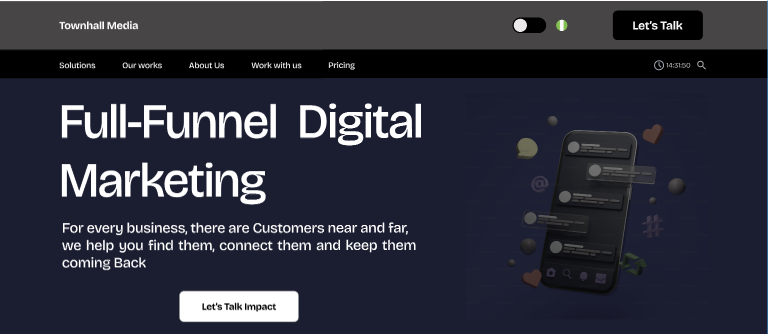 Townhall Media
Let's Talk
Solutions Our works About Us Work with us Pricing
14:31:50
Full-Funnel Digital
Marketing
For every business, there are Customers near and far,
we help you find them, connect them and keep them
coming Back
@
#
Let's Talk Impact